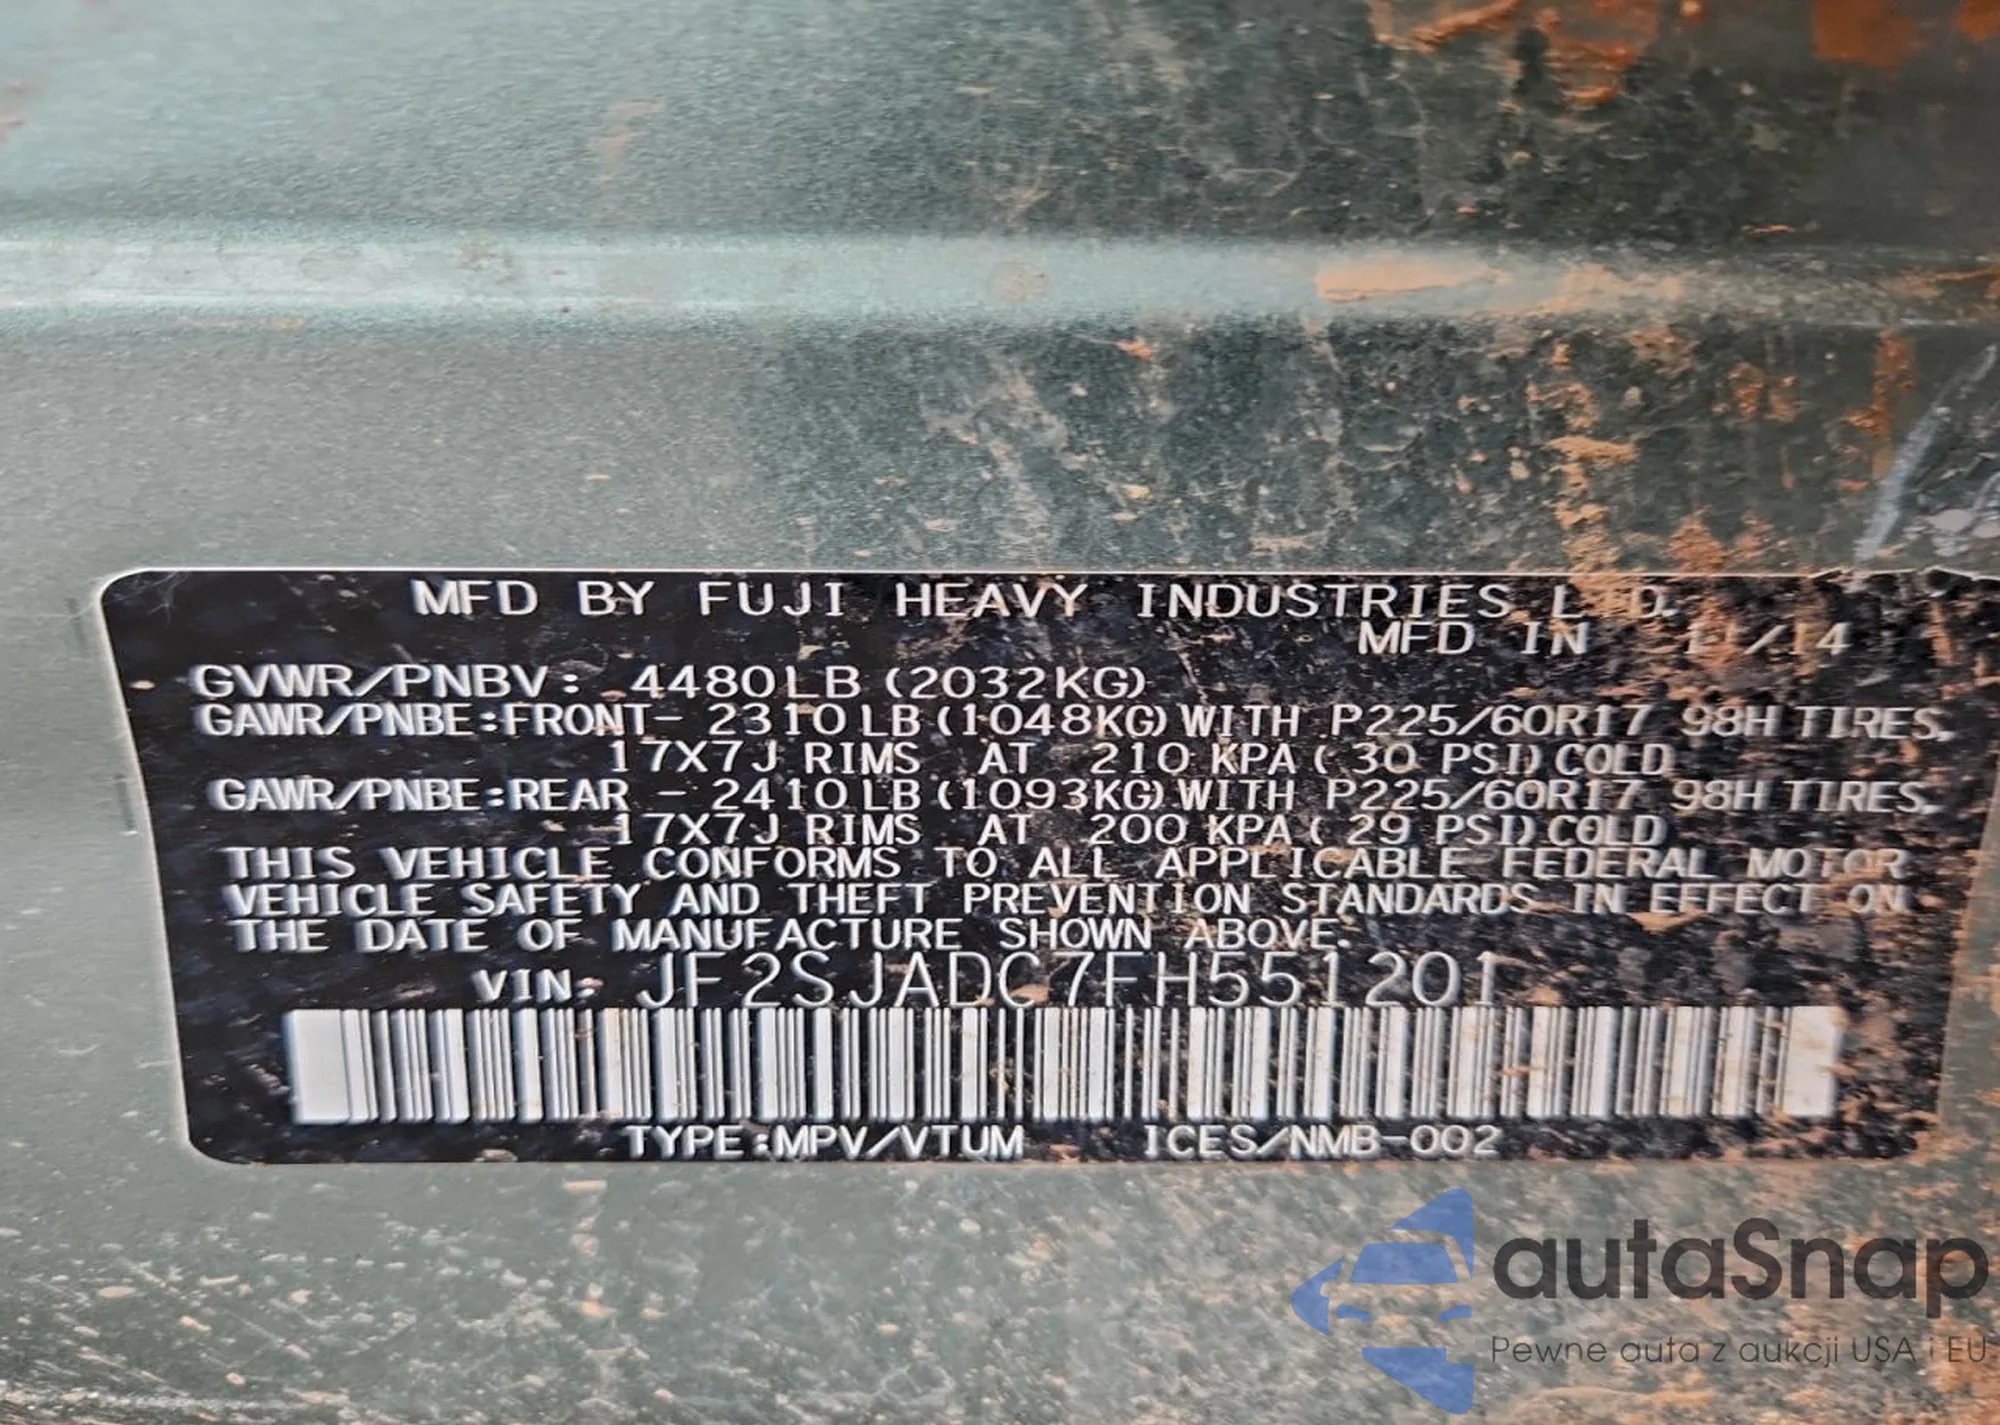 MFD BY FUJI HEAVY INDUSTRIES LTD.
MFD IN 11/14
GVWR/PNBV: 4480LB (2032KG)
GAWR/PNBE:FRONT- 2310LB(1048KG)WITH P225/60R17 98H TIRES,
17X7J RIMS AT 210 KPA( 30 PSI)COLD
GAWR/PNBE:REAR - 2410LB(1093KG)WITH P225/60R17 98H TIRES,
17X7J RIMS AT 200 KPA( 29 PSI)COLD
THIS VEHICLE CONFORMS TO ALL APPLICABLE FEDERAL MOTOR
VEHICLE SAFETY AND THEFT PREVENTION STANDARDS IN EFFECT ON
THE DATE OF MANUFACTURE SHOWN ABOVE.
VIN: JF2SJADC7FH551201
TYPE:MPV/VTUM ICES/NMB-002
autaSnap
Pewne auta z aukcji USA i EU